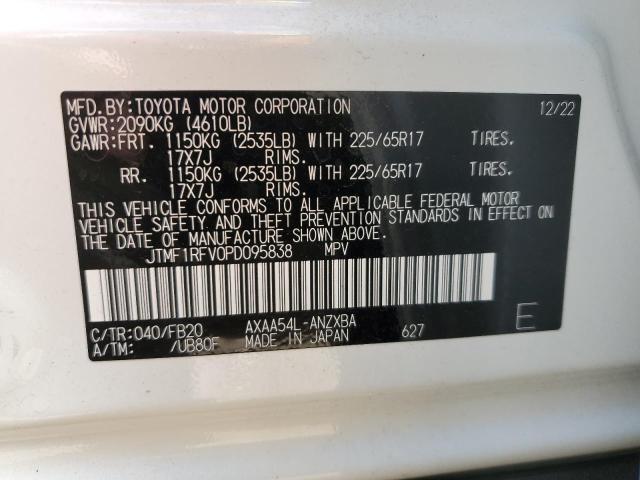 MFD.BY:TOYOTA MOTOR CORPORATION 12/22
GVWR:2090KG (4610LB)
GAWR:FRT. 1150KG (2535LB) WITH 225/65R17 TIRES.
17X7J RIMS.
RR. 1150KG (2535LB) WITH 225/65R17 TIRES.
17X7J RIMS.
THIS VEHICLE CONFORMS TO ALL APPLICABLE FEDERAL MOTOR
VEHICLE SAFETY AND THEFT PREVENTION STANDARDS IN EFFECT ON
THE DATE OF MANUFACTURE SHOWN ABOVE.
JTMF1RFV0PD095838 MPV
C/TR:040/FB20 AXAA54L-ANZXBA 627 E
A/TM: /UB80F MADE IN JAPAN